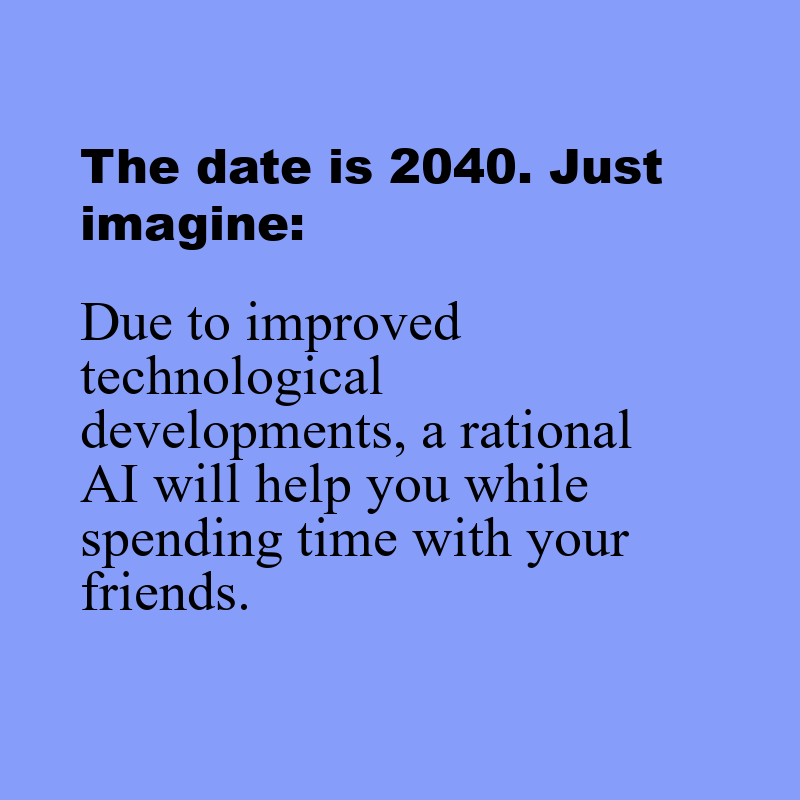 The date is 2040. Just
imagine:
Due to improved
technological
developments, a rational
AI will help you while
spending time with your
friends.